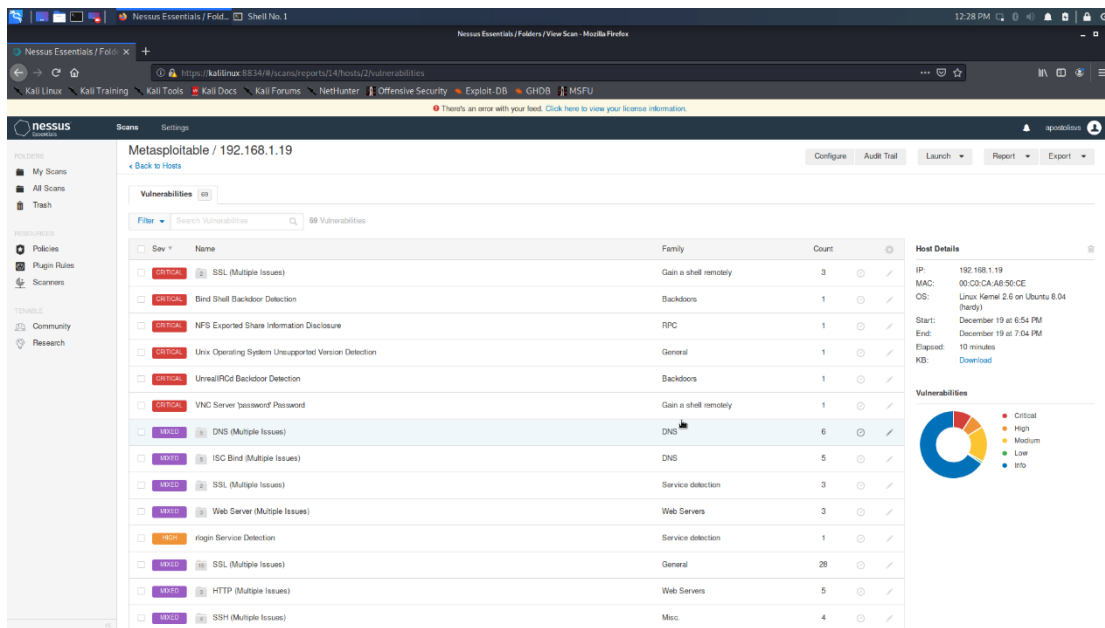 Nessus Essentials / Fold... Shell No. 1 12:28 PM
Nessus Essentials / Folders / View Scan - Mozilla Firefox
Nessus Essentials / Fold
https://kalilinux:8834/#/scans/reports/14/hosts/2/vulnerabilities
Kali Linux Kali Training Kali Tools Kali Docs Kali Forums NetHunter Offensive Security Exploit-DB GHDB MSFU
There's an error with your feed. Click here to view your license information.
nessus Essentials Scans Settings apostolisvs
FOLDERS
My Scans
All Scans
Trash
RESOURCES
Policies
Plugin Rules
Scanners
TENABLE
Community
Research
Metasploitable / 192.168.1.19
Back to Hosts
Configure Audit Trail Launch Report Export
Vulnerabilities 69
Filter Search Vulnerabilities 69 Vulnerabilities
Sev Name Family Count
CRITICAL 2 SSL (Multiple Issues) Gain a shell remotely 3
CRITICAL Bind Shell Backdoor Detection Backdoors 1
CRITICAL NFS Exported Share Information Disclosure RPC 1
CRITICAL Unix Operating System Unsupported Version Detection General 1
CRITICAL UnrealIRCd Backdoor Detection Backdoors 1
CRITICAL VNC Server 'password' Password Gain a shell remotely 1
MIXED DNS (Multiple Issues) DNS 6
MIXED ISC Bind (Multiple Issues) DNS 5
MIXED SSL (Multiple Issues) Service detection 3
MIXED Web Server (Multiple Issues) Web Servers 3
HIGH rlogin Service Detection Service detection 1
MIXED SSL (Multiple Issues) General 28
MIXED HTTP (Multiple Issues) Web Servers 5
MIXED SSH (Multiple Issues) Misc. 4
Host Details
IP: 192.168.1.19
MAC: 00:C0:CA:A8:50:CE
OS: Linux Kernel 2.6 on Ubuntu 8.04
(hardy)
Start: December 19 at 6:54 PM
End: December 19 at 7:04 PM
Elapsed: 10 minutes
KB: Download
Vulnerabilities
Critical
High
Medium
Low
Info